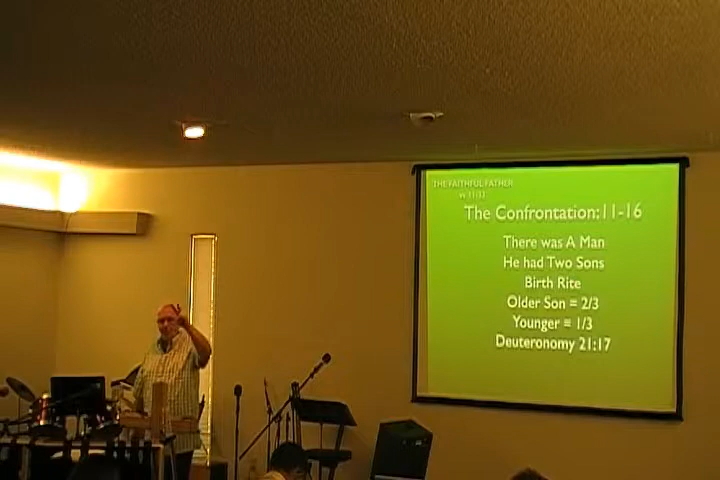 THE FAITHFUL FATHER
The Confrontation:11-16
There was A Man
He had Two Sons
Birth Rite
Older Son = 2/3
Younger = 1/3
Deuteronomy 21:17